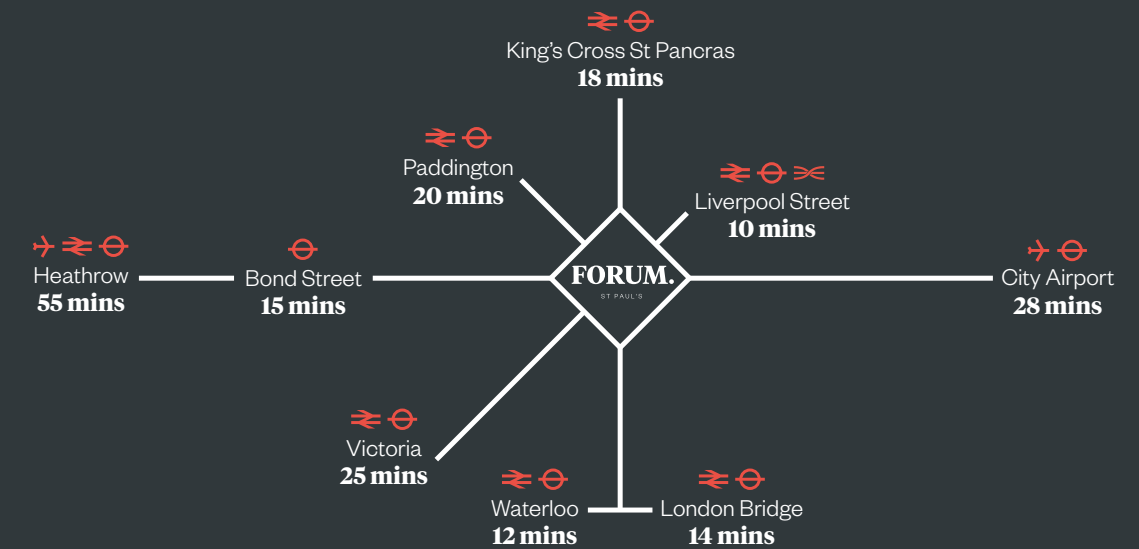 King's Cross St Pancras
18 mins
Paddington
20 mins
Liverpool Street
10 mins
Heathrow
55 mins
Bond Street
15 mins
FORUM.
ST PAUL'S
City Airport
28 mins
Victoria
25 mins
Waterloo
12 mins
London Bridge
14 mins